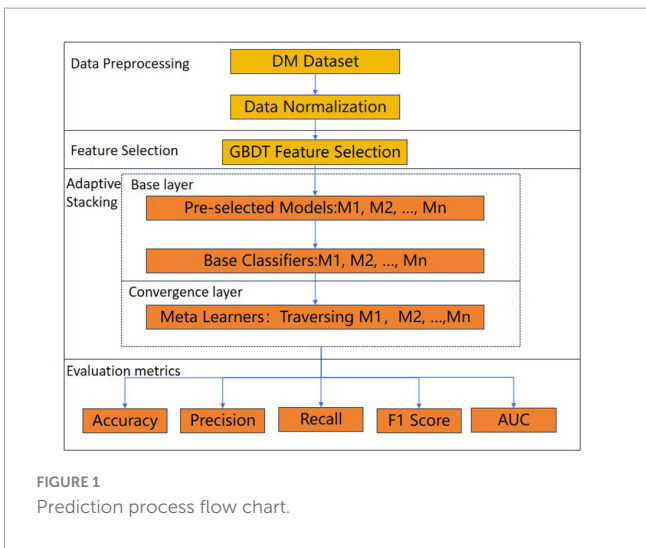 Data Preprocessing
DM Dataset
Data Normalization
Feature Selection
GBDT Feature Selection
Adaptive
Stacking
Base layer
Pre-selected Models:M1, M2, ..., Mn
Base Classifiers:M1, M2, ..., Mn
Convergence layer
Meta Learners： Traversing M1， M2, ...,Mn
Evaluation metrics
Accuracy
Precision
Recall
F1 Score
AUC
FIGURE 1
Prediction process flow chart.